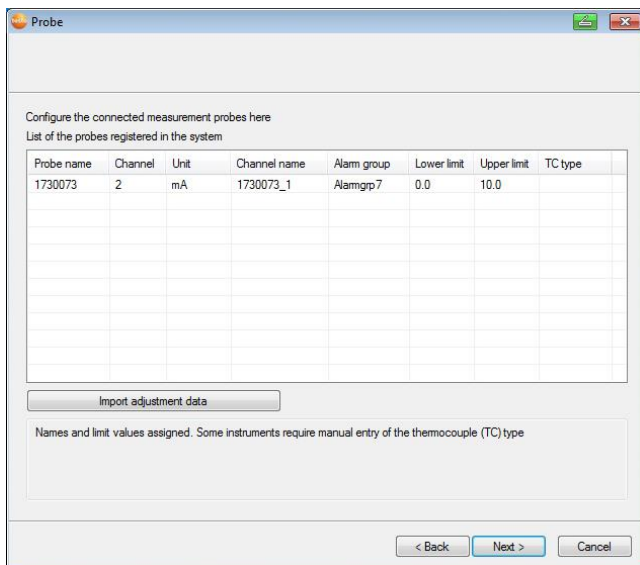 Probe
Configure the connected measurement probes here
List of the probes registered in the system
Probe name Channel Unit Channel name Alarm group Lower limit Upper limit TC type
1730073 2 mA 1730073_1 Alarmgrp7 0.0 10.0
Import adjustment data
Names and limit values assigned. Some instruments require manual entry of the thermocouple (TC) type
< Back Next > Cancel